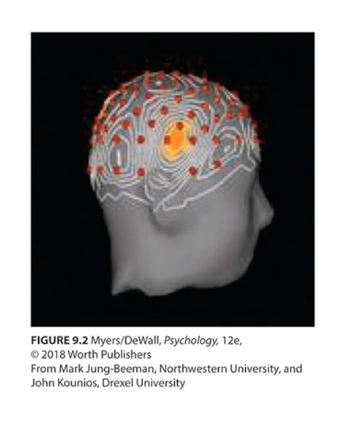 FIGURE 9.2 Myers/DeWall, Psychology, 12e,
© 2018 Worth Publishers
From Mark Jung-Beeman, Northwestern University, and
John Kounios, Drexel University